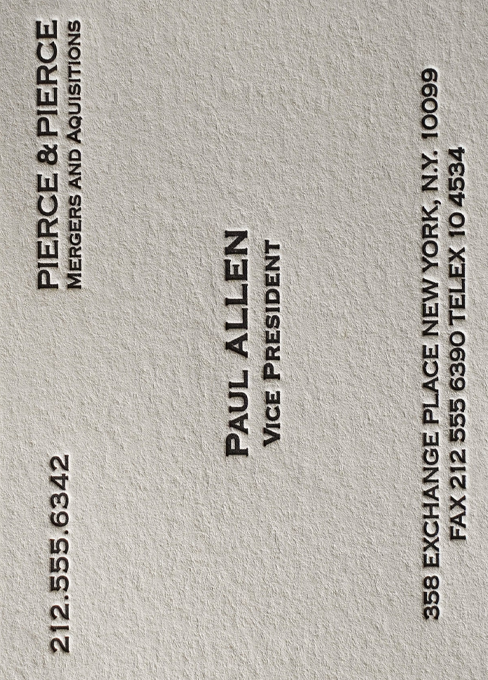 212.555.6342
PIERCE & PIERCE
MERGERS AND AQUISITIONS
PAUL ALLEN
VICE PRESIDENT
358 EXCHANGE PLACE NEW YORK, N.Y. 10099
FAX 212 555 6390 TELEX 10 4534